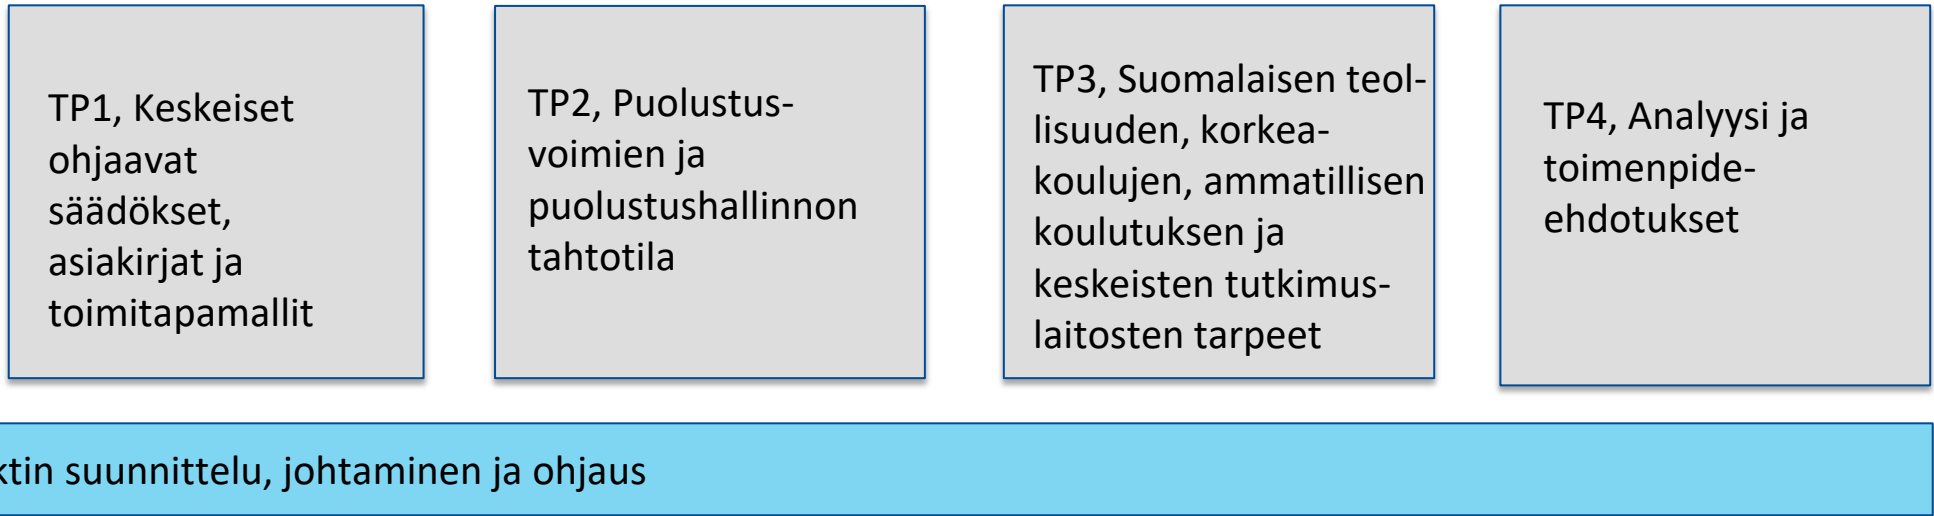 TP1, Keskeiset
ohjaavat
säädökset,
asiakirjat ja
toimitapamallit
TP2, Puolustus-
voimien ja
puolustushallinnon
tahtotila
TP3, Suomalaisen teol-
lisuuden, korkea-
koulujen, ammatillisen
koulutuksen ja
keskeisten tutkimus-
laitosten tarpeet
TP4, Analyysi ja
toimenpide-
ehdotukset
ktin suunnittelu, johtaminen ja ohjaus